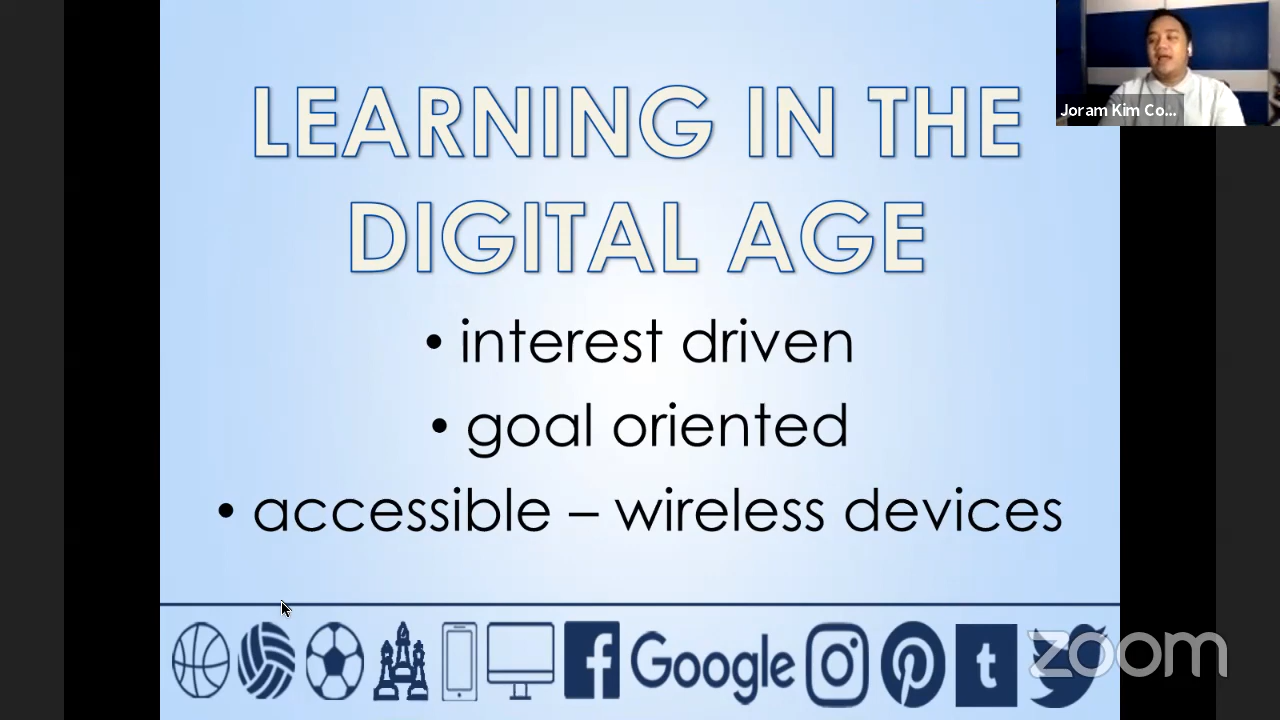 LEARNING IN THE
DIGITAL AGE
• interest driven
• goal oriented
• accessible – wireless devices
Joram Kim Co...
Google
zoom